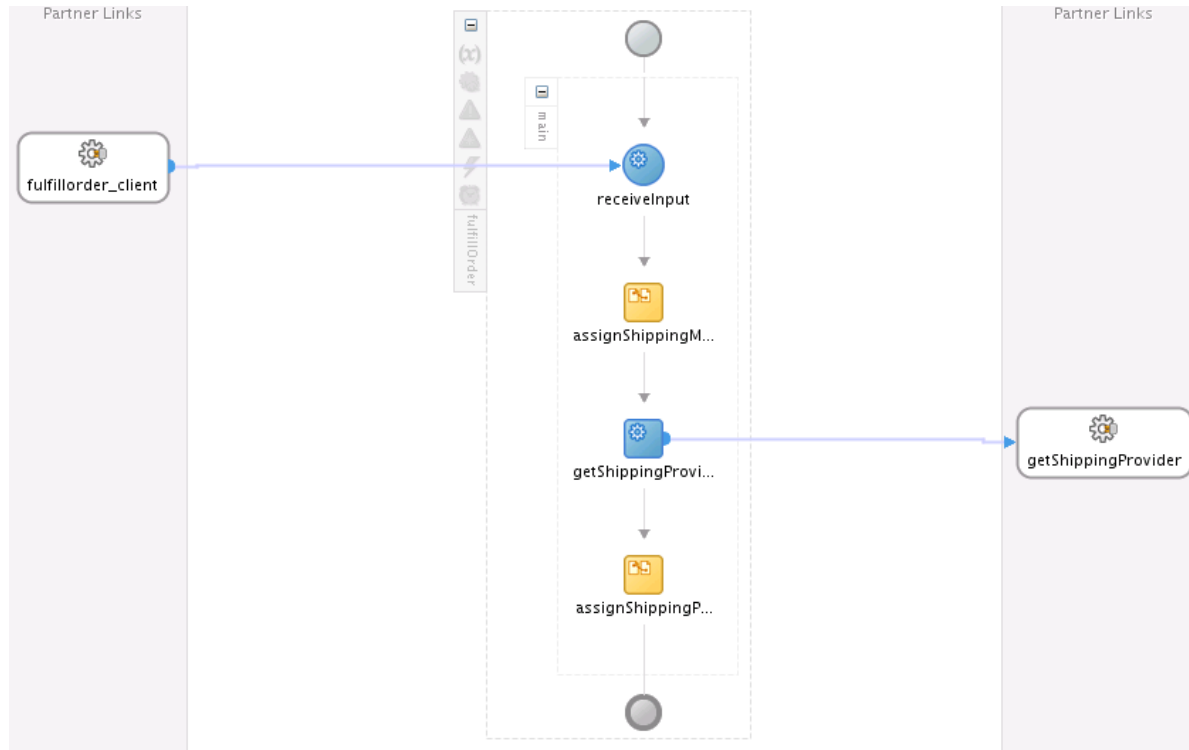 Partner Links
Partner Links
(x)
main
fulfillorder_client
receiveInput
fulfillOrder
assignShippingM...
getShippingProvi...
getShippingProvider
assignShippingP...